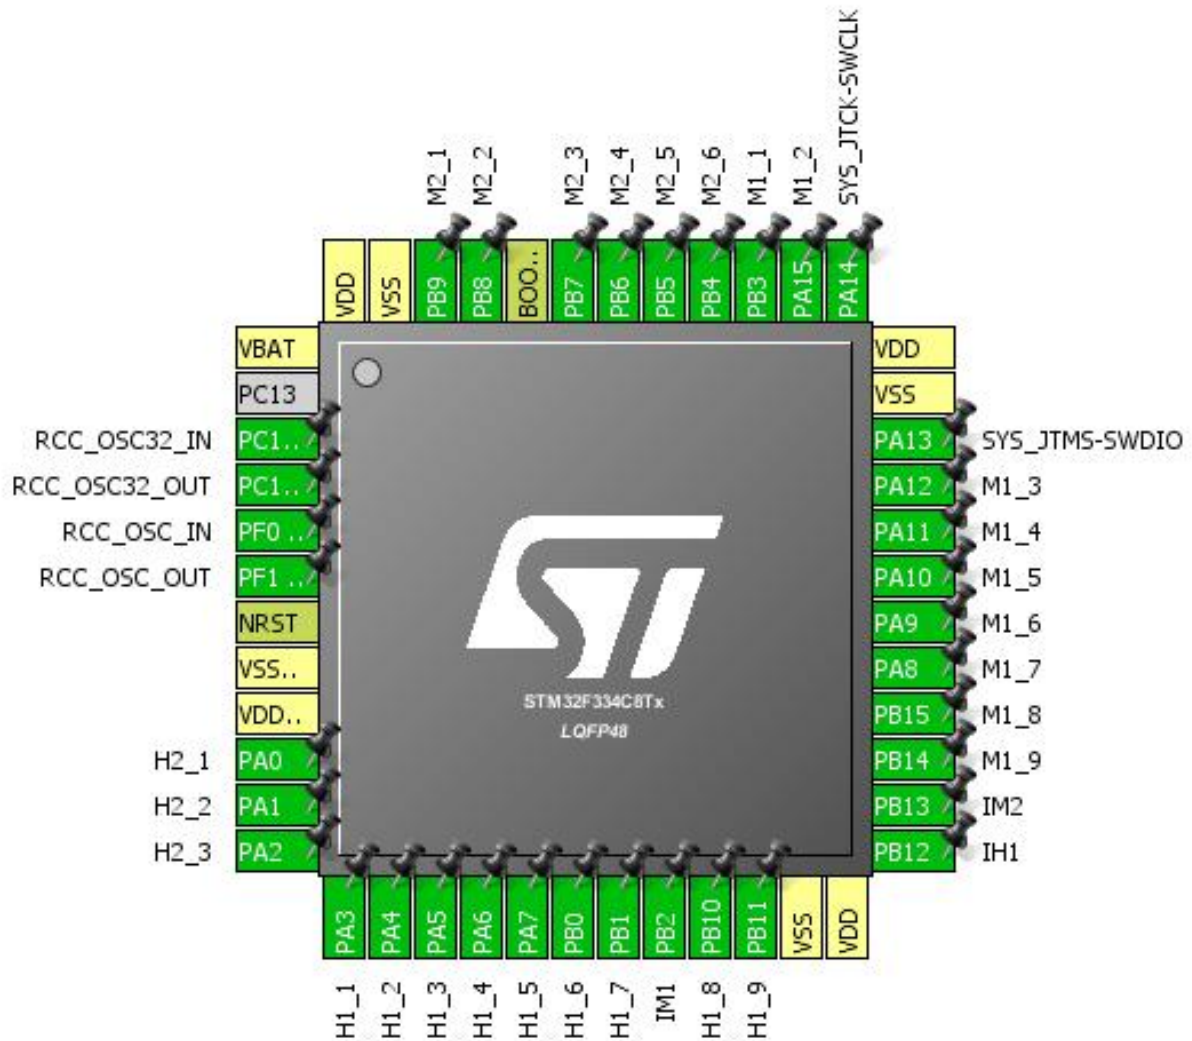 SYS_JTCK-SWCLK
M2_1
M2_2
M2_3
M2_4
M2_5
M2_6
M1_1
M1_2
VDD
VSS
PB9
PB8
BOO..
PB7
PB6
PB5
PB4
PB3
PA15
PA14
VBAT
PC13
RCC_OSC32_IN PC1..
RCC_OSC32_OUT PC1..
RCC_OSC_IN PF0 ..
RCC_OSC_OUT PF1 ..
NRST
VSS..
VDD..
H2_1 PA0
H2_2 PA1
H2_3 PA2
ST
STM32F334C8Tx
LQFP48
VDD
VSS
PA13 SYS_JTMS-SWDIO
PA12 M1_3
PA11 M1_4
PA10 M1_5
PA9 M1_6
PA8 M1_7
PB15 M1_8
PB14 M1_9
PB13 IM2
PB12 IH1
PA3
PA4
PA5
PA6
PA7
PB0
PB1
PB2
PB10
PB11
VSS
VDD
H1_1
H1_2
H1_3
H1_4
H1_5
H1_6
H1_7
IM1
H1_8
H1_9